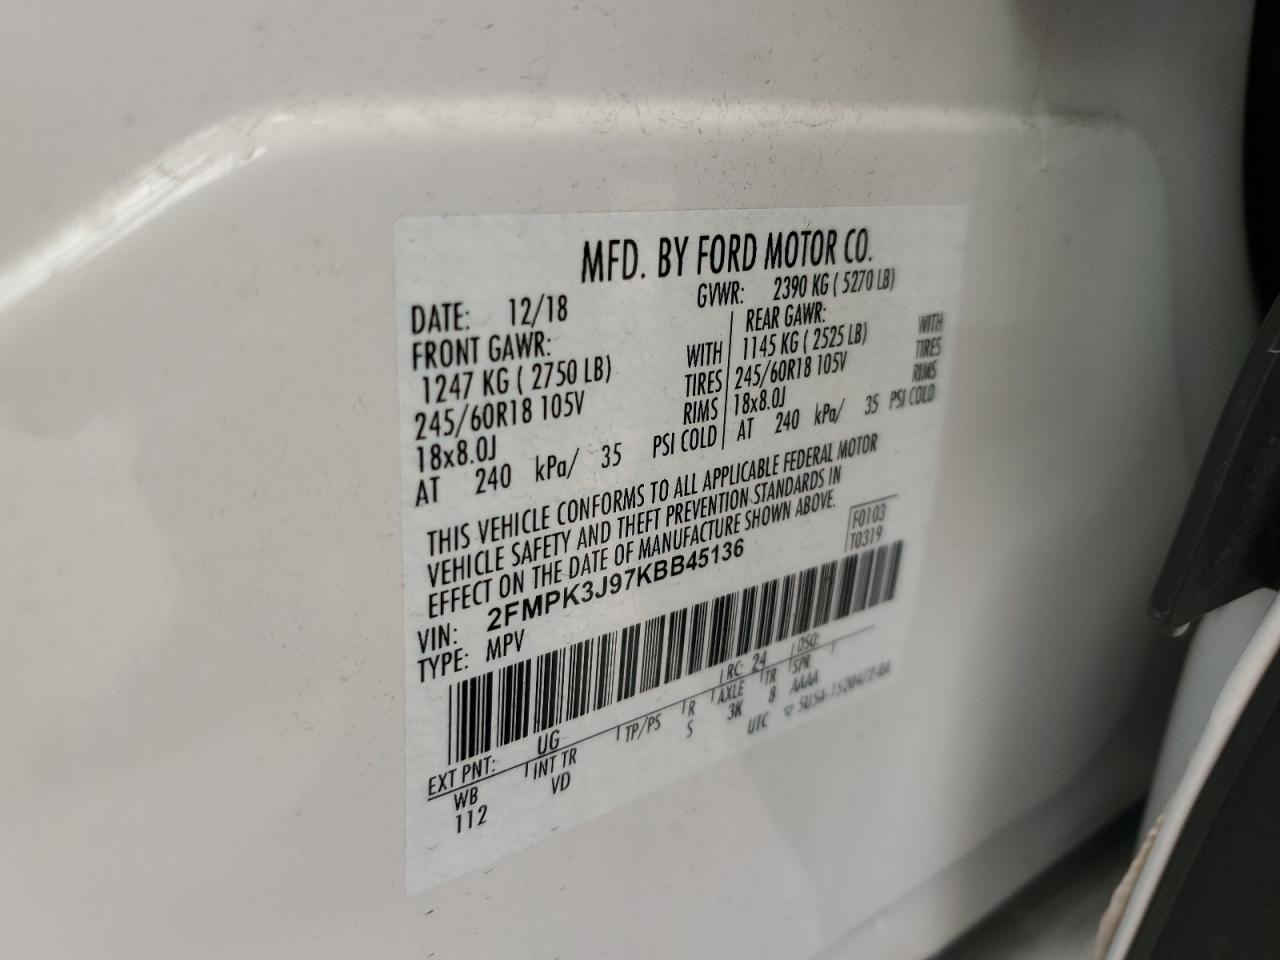 MFD. BY FORD MOTOR CO.
DATE: 12/18 GVWR: 2390 KG ( 5270 LB)
FRONT GAWR: REAR GAWR:
1247 KG ( 2750 LB) WITH 1145 KG ( 2525 LB) WITH
245/60R18 105V TIRES 245/60R18 105V TIRES
18x8.0J RIMS 18x8.0J RIMS
AT 240 kPa/ 35 PSI COLD AT 240 kPa/ 35 PSI COLD
THIS VEHICLE CONFORMS TO ALL APPLICABLE FEDERAL MOTOR
VEHICLE SAFETY AND THEFT PREVENTION STANDARDS IN
EFFECT ON THE DATE OF MANUFACTURE SHOWN ABOVE.
F0103
T0319
VIN: 2FMPK3J97KBB45136
TYPE: MPV
EXT PNT: UG RC: 24 DSO:
WB INT TR TP/PS R AXLE TR SPR
112 VD S 3K 8 AAAA
UTC